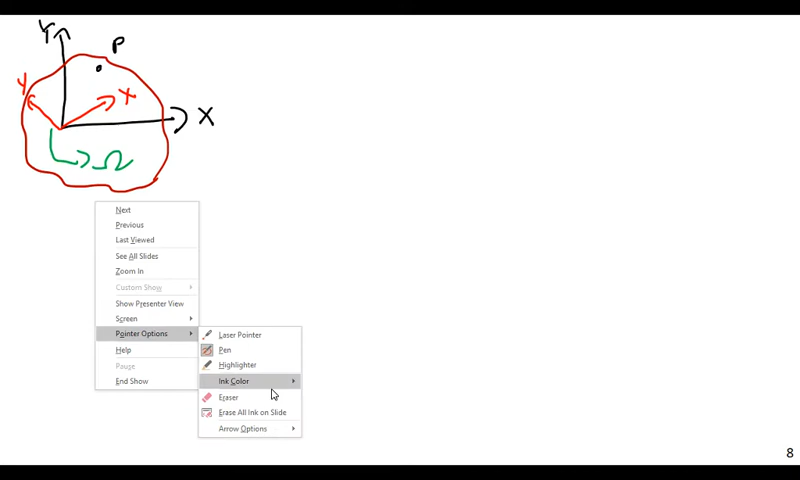 Y
P
Y
X
X
Ω
Next
Previous
Last Viewed
See All Slides
Zoom In
Custom Show
Show Presenter View
Screen
Pointer Options
Help
Pause
End Show
Laser Pointer
Pen
Highlighter
Ink Color
Eraser
Erase All Ink on Slide
Arrow Options
8